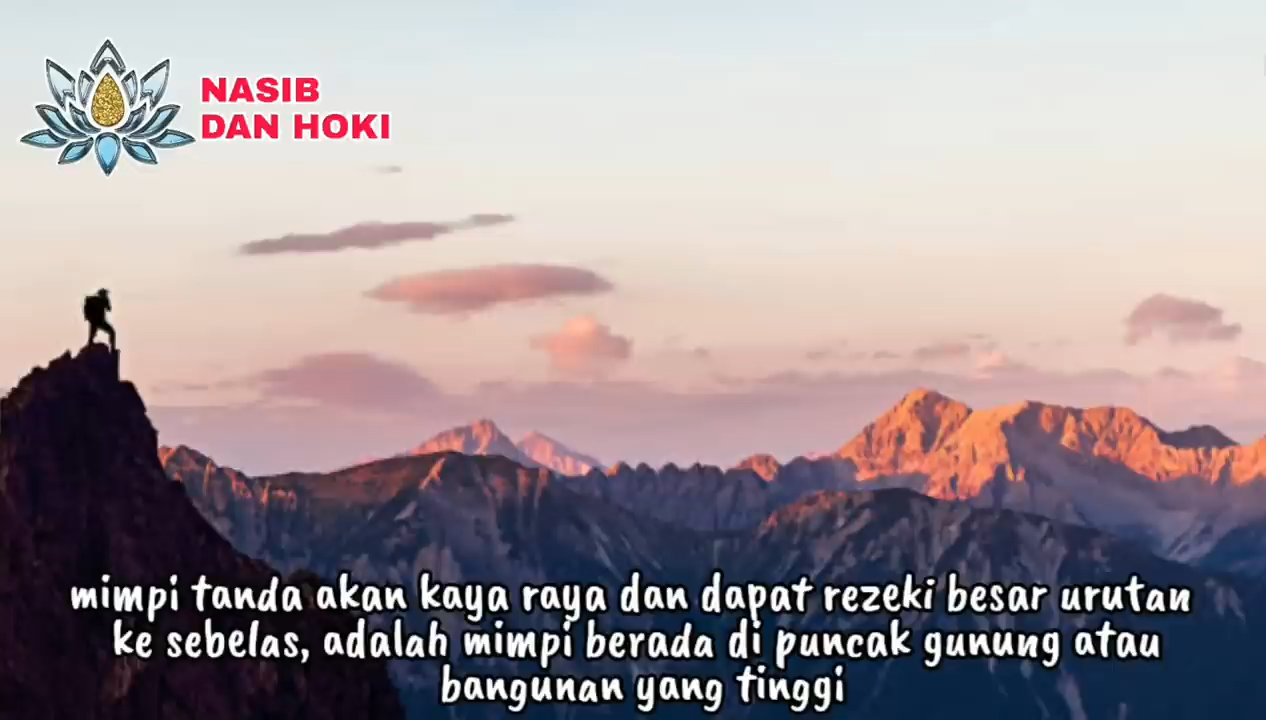 NASIB
DAN HOKI
mimpi tanda akan kaya raya dan dapat rezeki besar urutan
ke sebelas, adalah mimpi berada di puncak gunung atau
bangunan yang tinggi